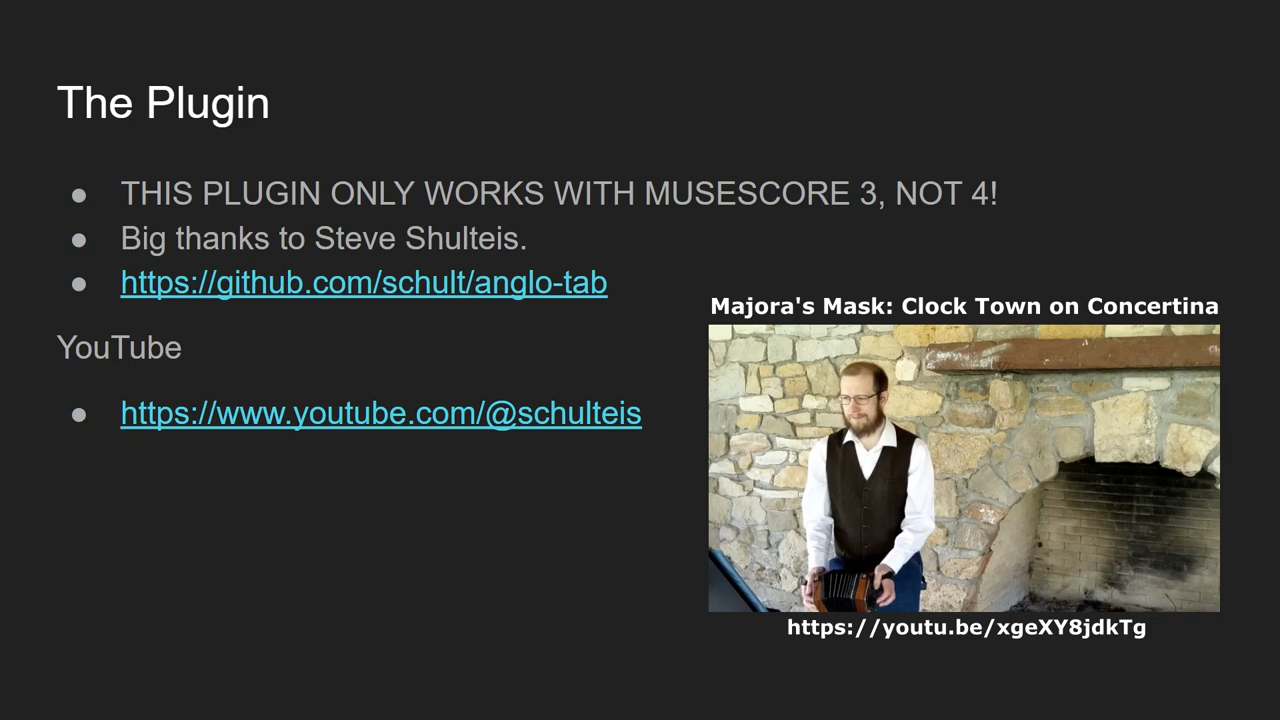 The Plugin
● THIS PLUGIN ONLY WORKS WITH MUSESCORE 3, NOT 4!
● Big thanks to Steve Shulteis.
● https://github.com/schult/anglo-tab
Majora's Mask: Clock Town on Concertina
YouTube
● https://www.youtube.com/@schulteis
https://youtu.be/xgeXY8jdkTg